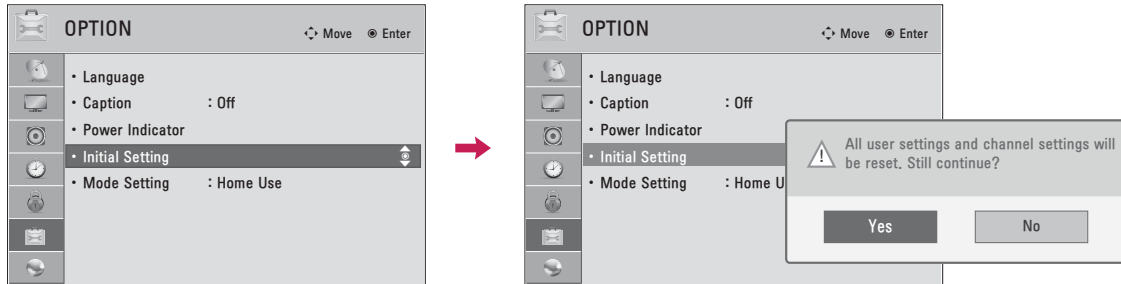 OPTION
Move Enter
• Language
• Caption : Off
• Power Indicator
• Initial Setting
• Mode Setting : Home Use
OPTION
Move Enter
• Language
• Caption : Off
• Power Indicator
• Initial Setting
• Mode Setting : Home U
All user settings and channel settings will
be reset. Still continue?
Yes No